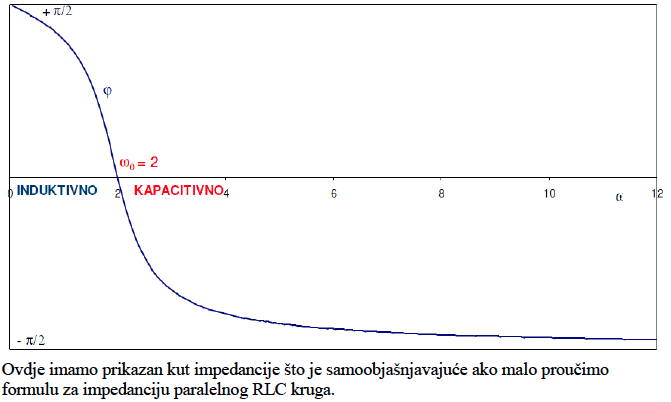 + π/2
φ
ω₀ = 2
0 INDUKTIVNO 2 KAPACITIVNO 4 6 8 10 α 12
- π/2
Ovdje imamo prikazan kut impedancije što je samoobjašnjavajuće ako malo proučimo
formulu za impedanciju paralelnog RLC kruga.